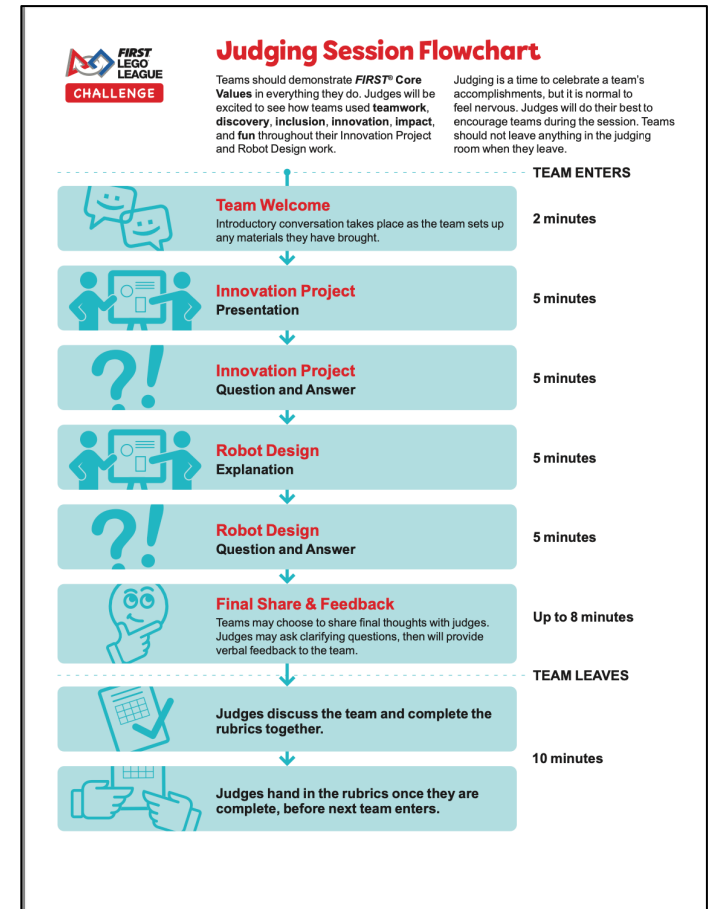 FIRST
LEGO
LEAGUE
CHALLENGE
Judging Session Flowchart
Teams should demonstrate FIRST® Core
Values in everything they do. Judges will be
excited to see how teams used teamwork,
discovery, inclusion, innovation, impact,
and fun throughout their Innovation Project
and Robot Design work.
Judging is a time to celebrate a team's
accomplishments, but it is normal to
feel nervous. Judges will do their best to
encourage teams during the session. Teams
should not leave anything in the judging
room when they leave.
TEAM ENTERS
Team Welcome
Introductory conversation takes place as the team sets up
any materials they have brought.
2 minutes
Innovation Project
Presentation
5 minutes
?!
Innovation Project
Question and Answer
5 minutes
Robot Design
Explanation
5 minutes
?!
Robot Design
Question and Answer
5 minutes
Final Share & Feedback
Teams may choose to share final thoughts with judges.
Judges may ask clarifying questions, then will provide
verbal feedback to the team.
Up to 8 minutes
TEAM LEAVES
Judges discuss the team and complete the
rubrics together.
10 minutes
Judges hand in the rubrics once they are
complete, before next team enters.